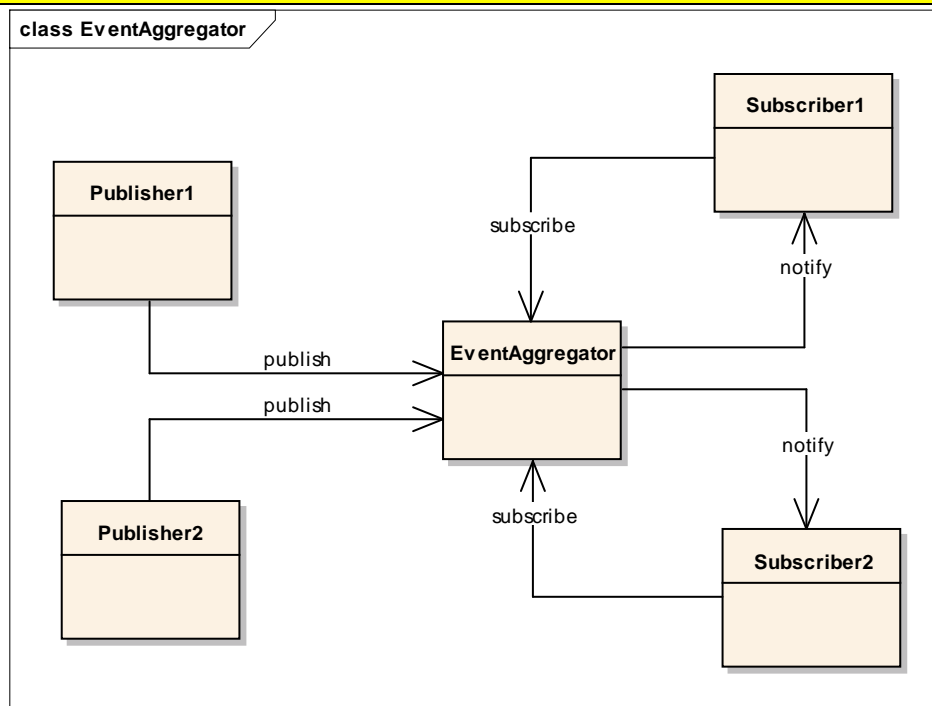 class EventAggregator
Subscriber1
Publisher1
subscribe
notify
EventAggregator
publish
publish
notify
subscribe
Publisher2
Subscriber2